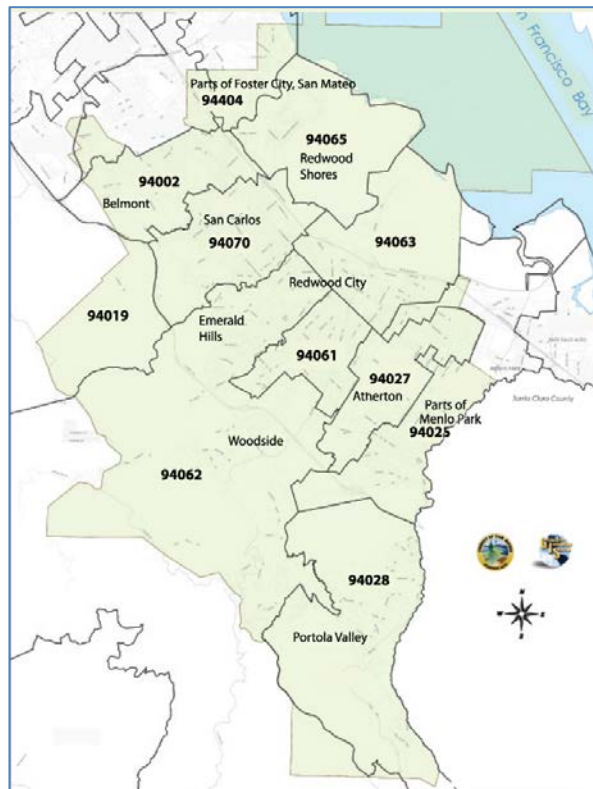 San Francisco Bay
Parts of Foster City, San Mateo
94404
94065
Redwood
Shores
94002
Belmont
San Carlos
94070
94063
Redwood City
94019
Emerald
Hills
94061
94027
Atherton
Parts of
Menlo Park
94025
Santa Clara County
Woodside
94062
94028
Portola Valley
N
W
E
S